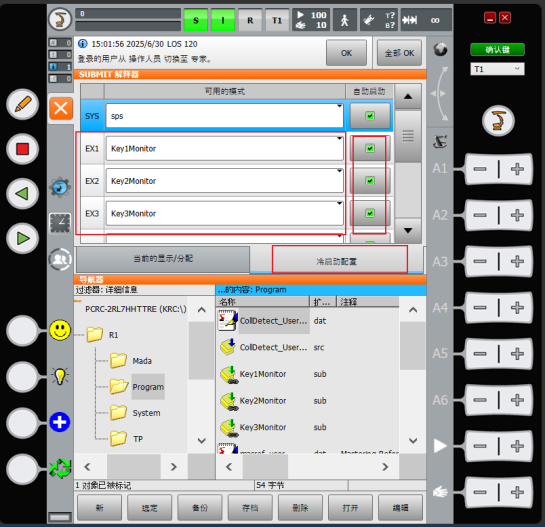 0
S I R T1 100 10 T? B? ∞
0
0
1
0
15:01:56 2025/6/30 LOS 120
登录的用户从 操作人员 切换至 专家。
OK
全部 OK
确认键
T1
SUBMIT 解释器
可用的模式 自动启动
SYS sps
EX1 Key1Monitor
EX2 Key2Monitor
EX3 Key3Monitor
当前的显示/分配 冷启动配置
导航器
过滤器: 详细信息 ...的内容: Program
名称 扩... 注释
PCRC-2RL7HHTTRE (KRC:\)
R1
Mada
Program
System
TP
CollDetect_User... dat
CollDetect_User... src
Key1Monitor sub
Key2Monitor sub
Key3Monitor sub
masref_user dat Mastering Refer
1 对象已被标记 54 字节
新 选定 备份 存档 删除 打开 编辑
A1
A2
A3
A4
A5
A6